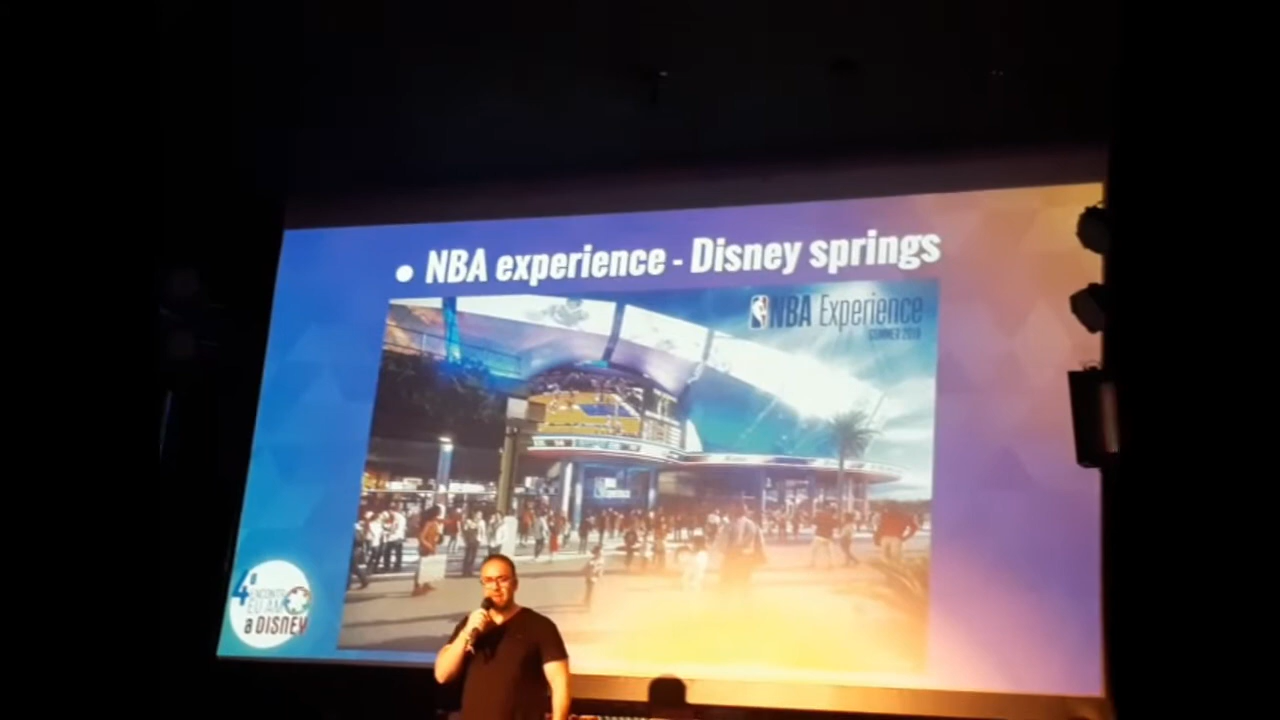 • NBA experience - Disney springs
NBA Experience
SUMMER 2019
4º
ENCONTRO
EU AMO
a DISNEY